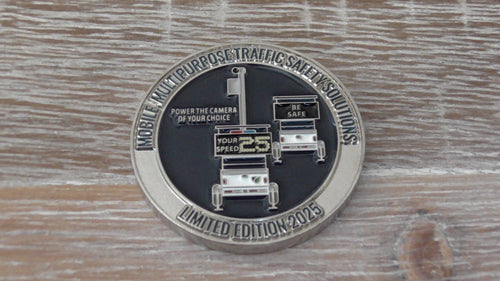 MOBILE MULTIPURPOSE TRAFFIC SAFETY SOLUTIONS
POWER THE CAMERA
OF YOUR CHOICE
BE
SAFE
YOUR
SPEED
25
LIMITED EDITION 2025